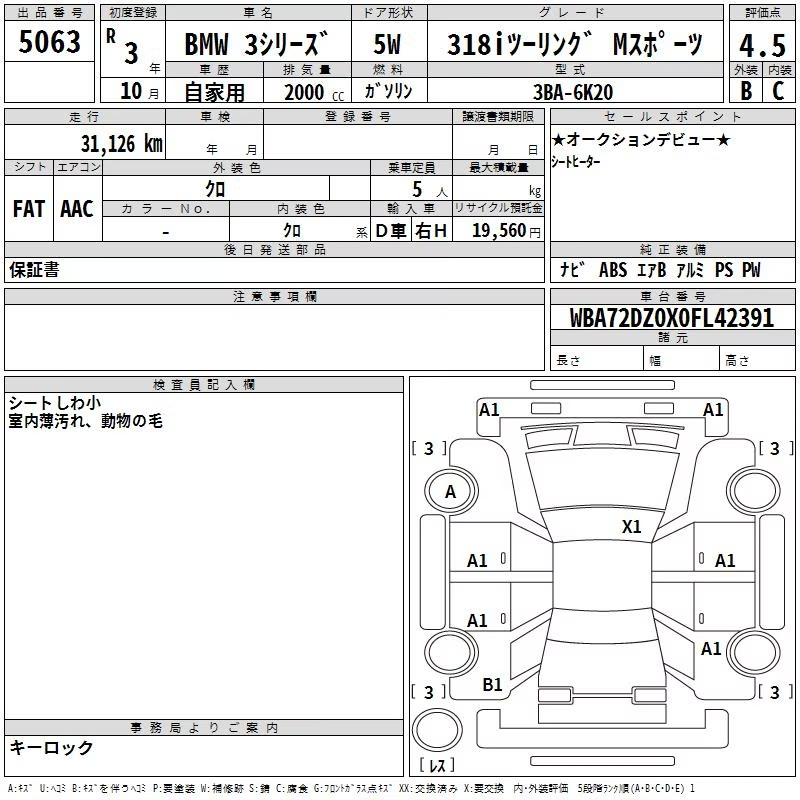 出品番号 初度登録 車名 ドア形状 グレード 評価点
5063 R 3年 BMW 3シリーズ 5W 318iツーリング Mスポーツ 4.5
車歴 排気量 燃料 型式 外装 内装
10月 自家用 2000 CC ガソリン 3BA-6K20 B C
走行 車検 登録番号 譲渡書類期限 セールスポイント
31,126 km 年 月 月 日 ★オークションデビュー★
シートヒーター
シフト エアコン 外装色 乗車定員 最大積載量
FAT AAC クロ 5人 kg
カラーNo. 内装色 輸入車 リサイクル預託金
- クロ 系 D車 右H 19,560円
後日発送部品 純正装備
保証書 ナビ ABS エアB アルミ PS PW
注意事項欄 車台番号
WBA72DZ0X0FL42391
諸元
長さ 幅 高さ
検査員記入欄
シートしわ小
室内薄汚れ、動物の毛
A1 A1
[ 3 ] [ 3 ]
A
X1
A1 A1
A1
A1
B1
[ 3 ] [ 3 ]
[ レス ]
事務局よりご案内
キーロック
A:キズ U:ヘコミ B:キズを伴うヘコミ P:要塗装 W:補修跡 S:錆 C:腐食 G:フロントガラス点キズ XX:交換済み X:要交換 内・外装評価 5段階ランク順(A・B・C・D・E) 1